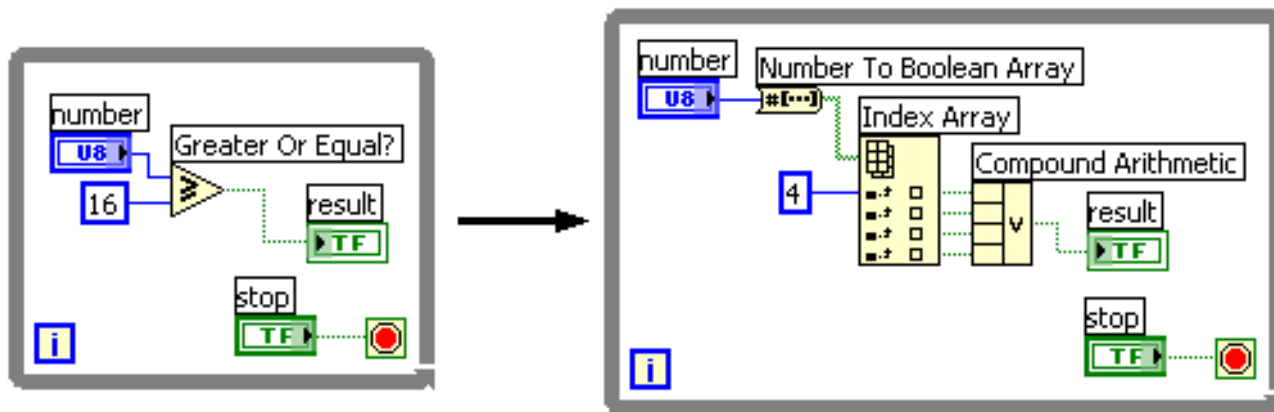 number
U8
16
Greater Or Equal?
result
TF
stop
TF
i
number
U8
Number To Boolean Array
#[...]
Index Array
4
Compound Arithmetic
V
result
TF
stop
TF
i